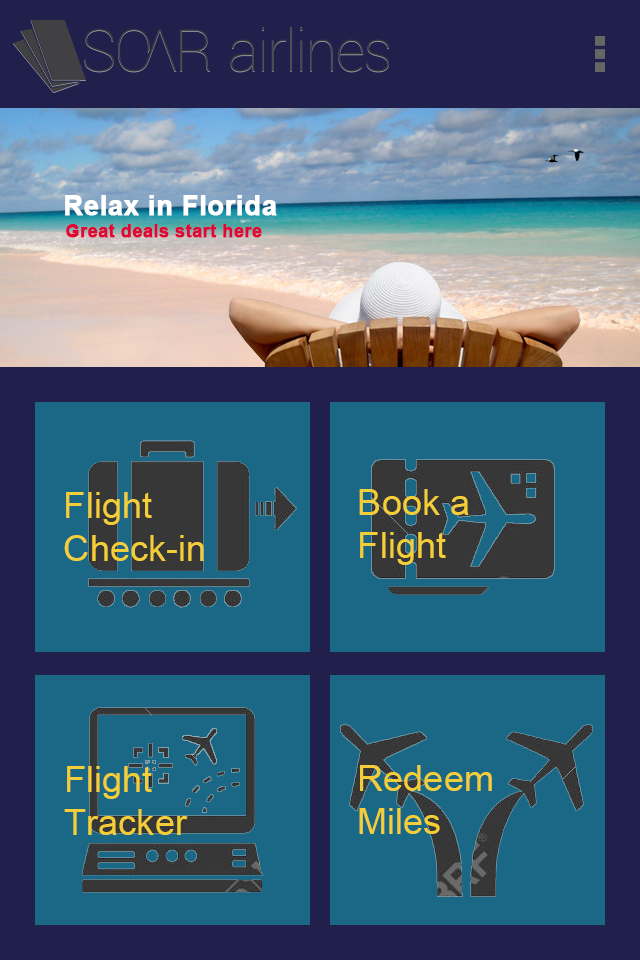 SOAR airlines
Relax in Florida
Great deals start here
Flight
Check-in
Book a
Flight
Flight
Tracker
Redeem
Miles